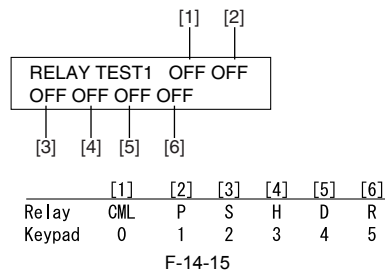 [1] [2]
RELAY TEST1 OFF OFF
OFF OFF OFF OFF
[3] [4] [5] [6]
[1] [2] [3] [4] [5] [6]
Relay CML P S H D R
Keypad 0 1 2 3 4 5
F-14-15